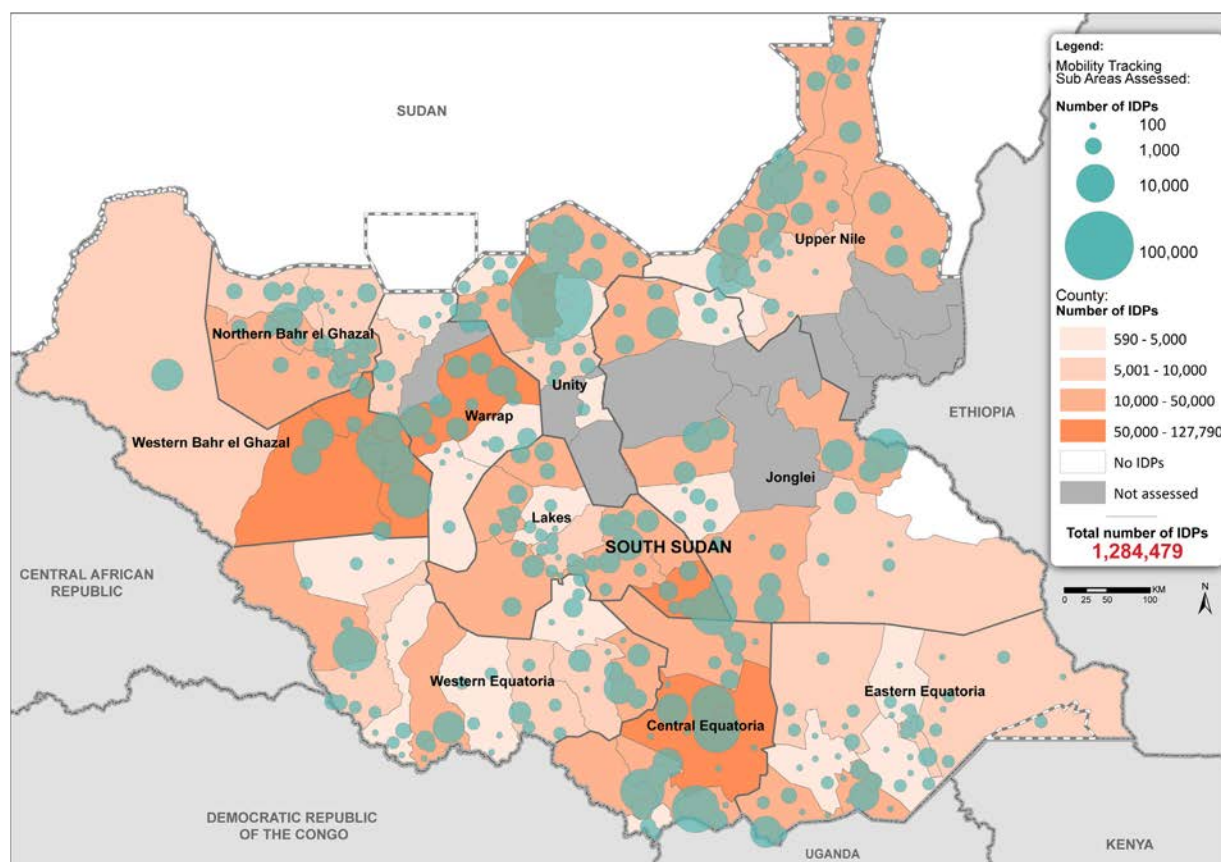 SUDAN
Upper Nile
Northern Bahr el Ghazal
Unity
Warrap
Western Bahr el Ghazal
ETHIOPIA
Jonglei
Lakes
SOUTH SUDAN
CENTRAL AFRICAN
REPUBLIC
Western Equatoria
Eastern Equatoria
Central Equatoria
DEMOCRATIC REPUBLIC
OF THE CONGO
UGANDA
KENYA
Legend:
Mobility Tracking
Sub Areas Assessed:
Number of IDPs
100
1,000
10,000
100,000
County:
Number of IDPs
590 - 5,000
5,001 - 10,000
10,000 - 50,000
50,000 - 127,790
No IDPs
Not assessed
Total number of IDPs
1,284,479
KM
0 25 50 100
N